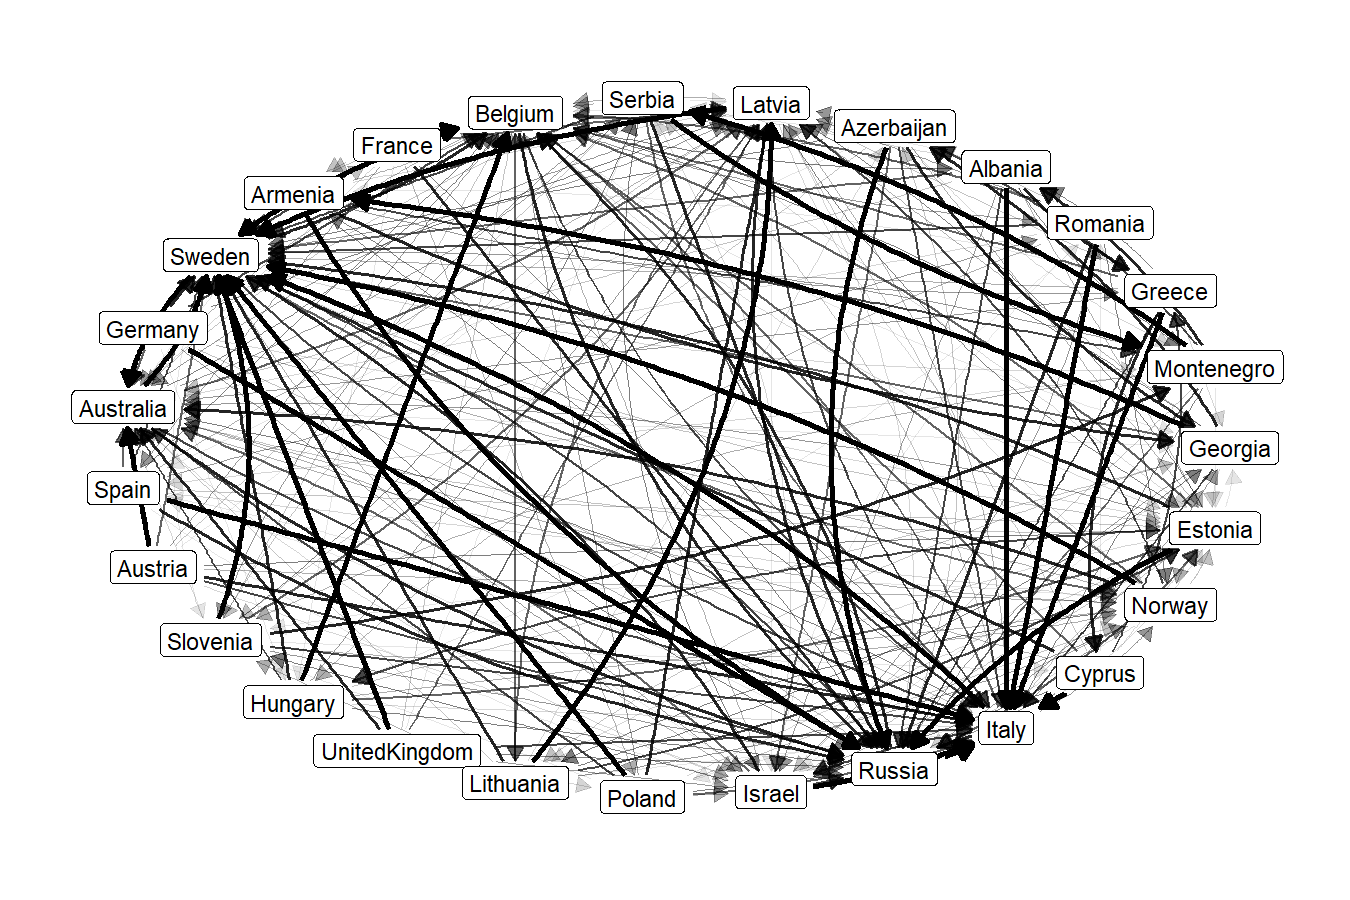 Serbia
Latvia
Belgium
Azerbaijan
France
Albania
Armenia
Romania
Sweden
Greece
Germany
Montenegro
Australia
Georgia
Spain
Estonia
Austria
Norway
Slovenia
Cyprus
Hungary
Italy
UnitedKingdom
Russia
Lithuania
Israel
Poland